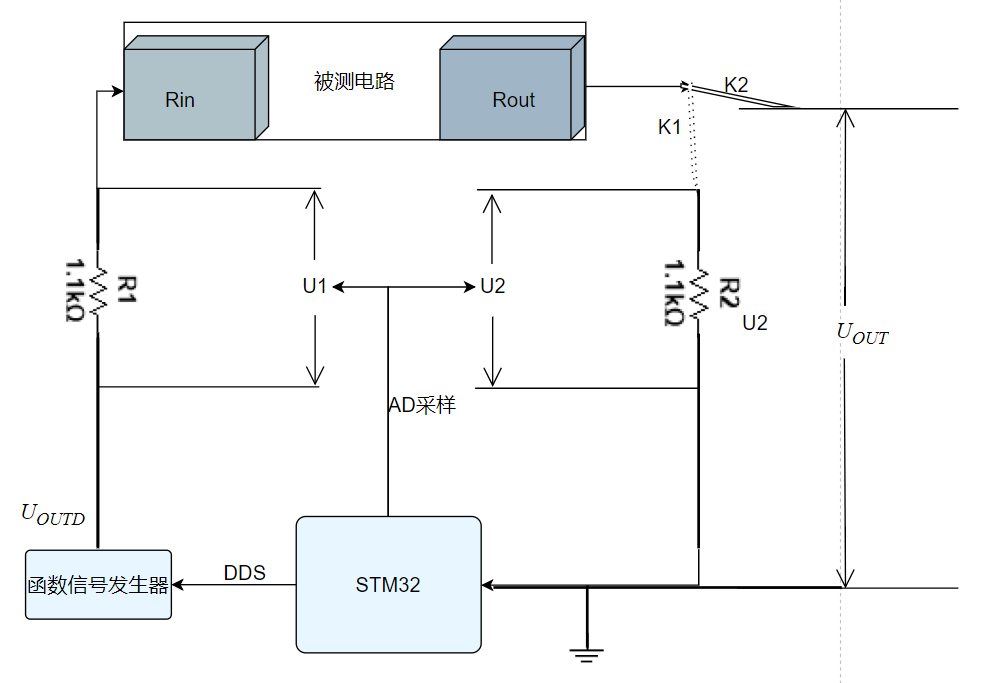 Rin
被测电路
Rout
K2
K1
R1
1.1kΩ
U1
U2
R2
1.1kΩ
U2
U_OUT
AD采样
U_OUTD
函数信号发生器
DDS
STM32